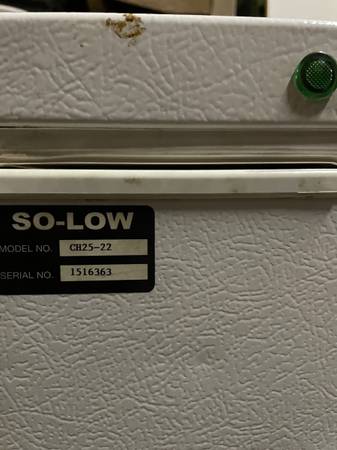 SO-LOW
MODEL NO. CH25-22
SERIAL NO. 1516363